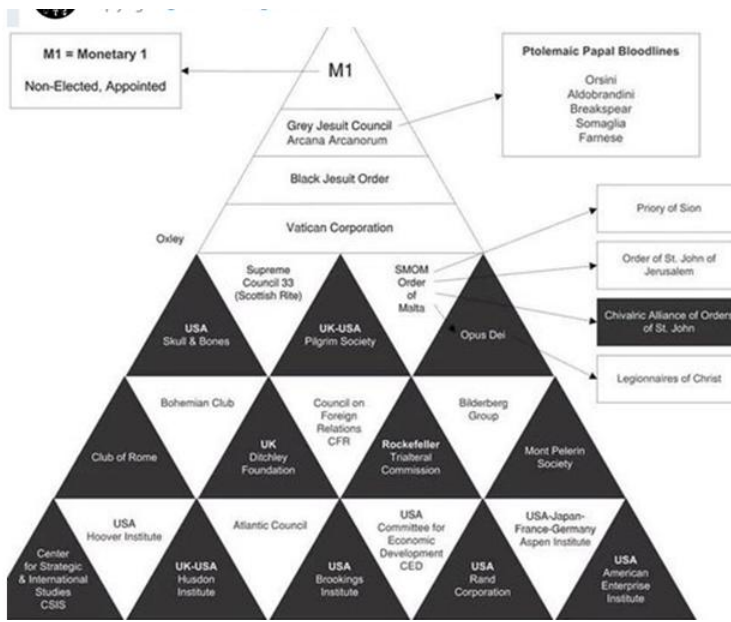 M1 = Monetary 1
Non-Elected, Appointed
M1
Ptolemaic Papal Bloodlines
Orsini
Aldobrandini
Breakspear
Somaglia
Farnese
Grey Jesuit Council
Arcana Arcanorum
Black Jesuit Order
Vatican Corporation
Oxley
Priory of Sion
Order of St. John of
Jerusalem
Chivalric Alliance of Orders
of St. John
Legionnaires of Christ
USA
Skull & Bones
Supreme
Council 33
(Scottish Rite)
UK-USA
Pilgrim Society
SMOM
Order
of
Malta
Opus Dei
Club of Rome
Bohemian Club
UK
Ditchley
Foundation
Council on
Foreign
Relations
CFR
Rockefeller
Trialteral
Commission
Bilderberg
Group
Mont Pelerin
Society
Center
for Strategic
& International
Studies
CSIS
USA
Hoover Institute
UK-USA
Husdon
Institute
Atlantic Council
USA
Brookings
Institute
USA
Committee for
Economic
Development
CED
USA
Rand
Corporation
USA-Japan-
France-Germany
Aspen Institute
USA
American
Enterprise
Institute